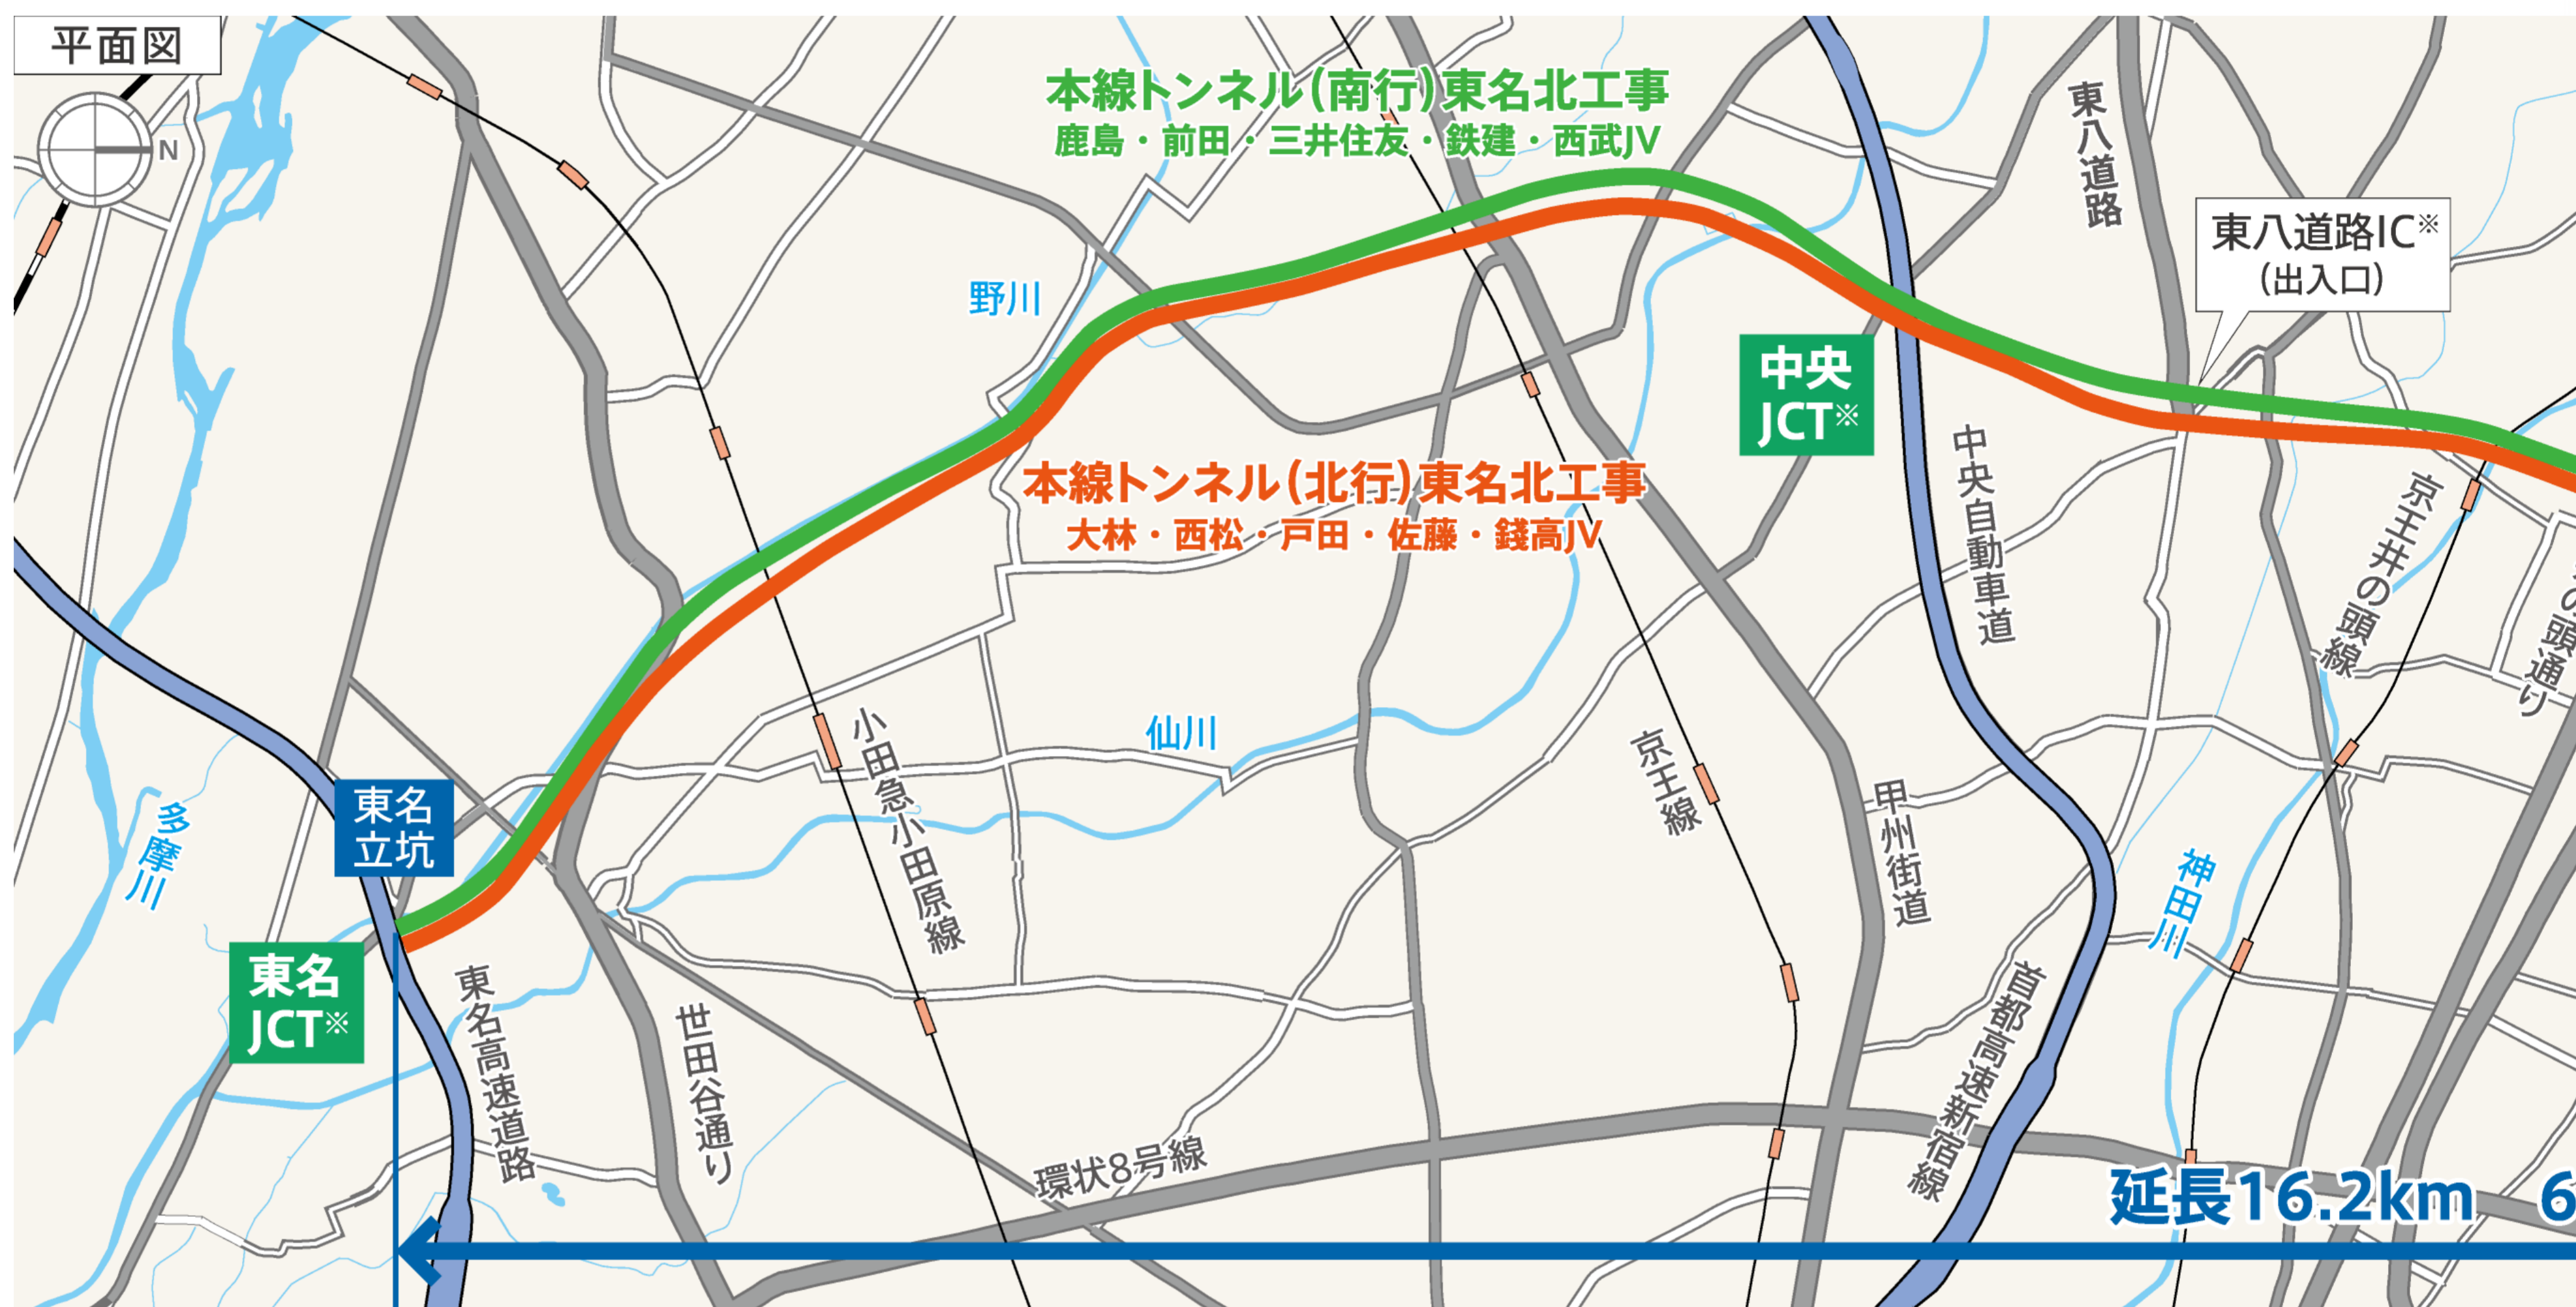 平面図
N
本線トンネル(南行)東名北工事
鹿島・前田・三井住友・鉄建・西武JV
東八道路
東八道路IC※
(出入口)
野川
中央
JCT※
本線トンネル(北行)東名北工事
大林・西松・戸田・佐藤・錢高JV
中央自動車道
京王井の頭線
の頭通り
小田急小田原線
仙川
京王線
甲州街道
神田川
東名
立坑
多摩川
東名
JCT※
東名高速道路
世田谷通り
首都高速新宿線
環状8号線
延長16.2km 6